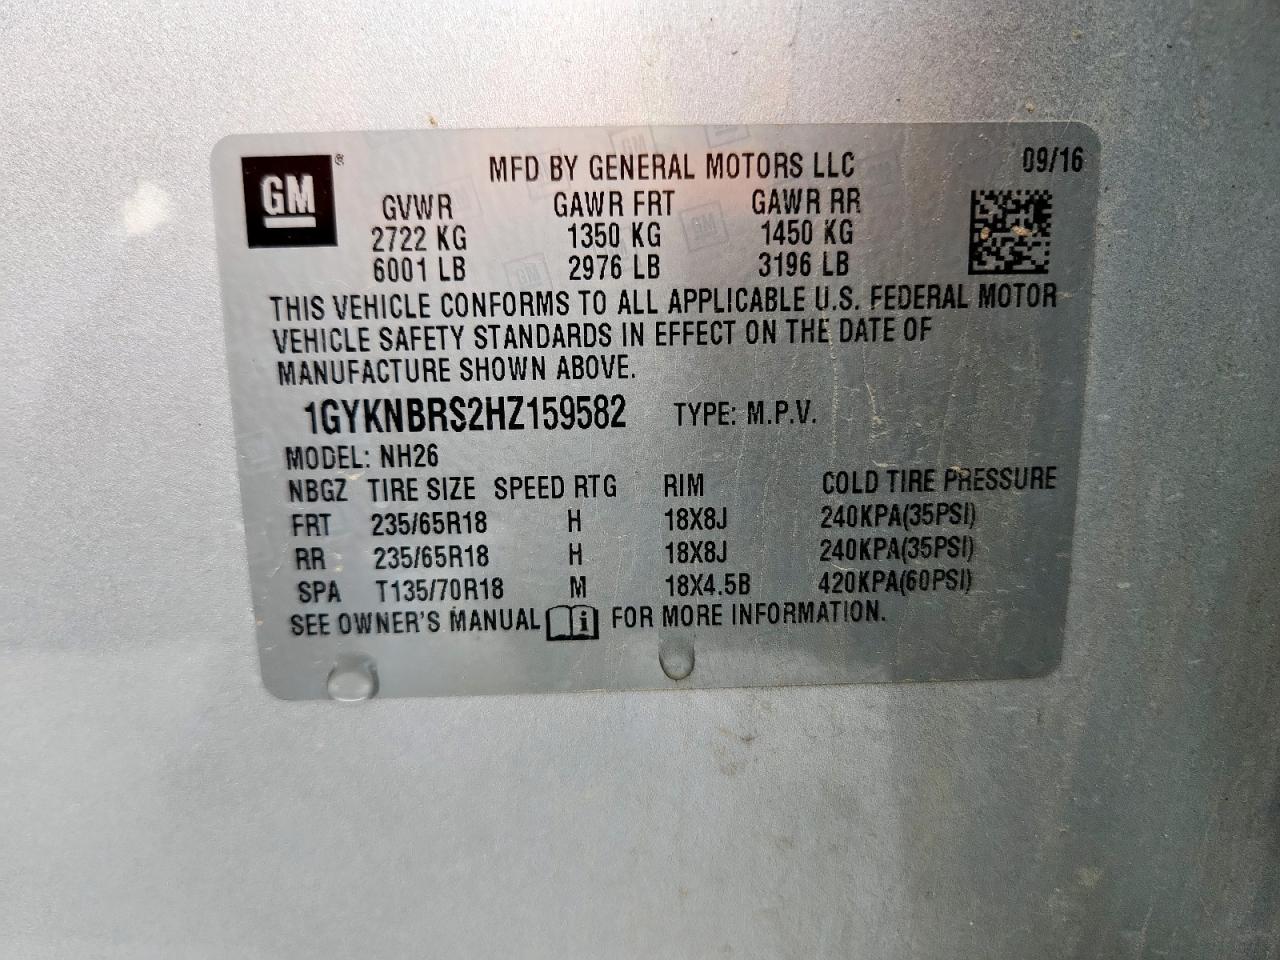 GM ®
MFD BY GENERAL MOTORS LLC 09/16
GVWR GAWR FRT GAWR RR
2722 KG 1350 KG 1450 KG
6001 LB 2976 LB 3196 LB
THIS VEHICLE CONFORMS TO ALL APPLICABLE U.S. FEDERAL MOTOR
VEHICLE SAFETY STANDARDS IN EFFECT ON THE DATE OF
MANUFACTURE SHOWN ABOVE.
1GYKNBRS2HZ159582 TYPE: M.P.V.
MODEL: NH26
NBGZ TIRE SIZE SPEED RTG RIM COLD TIRE PRESSURE
FRT 235/65R18 H 18X8J 240KPA(35PSI)
RR 235/65R18 H 18X8J 240KPA(35PSI)
SPA T135/70R18 M 18X4.5B 420KPA(60PSI)
SEE OWNER'S MANUAL i FOR MORE INFORMATION.